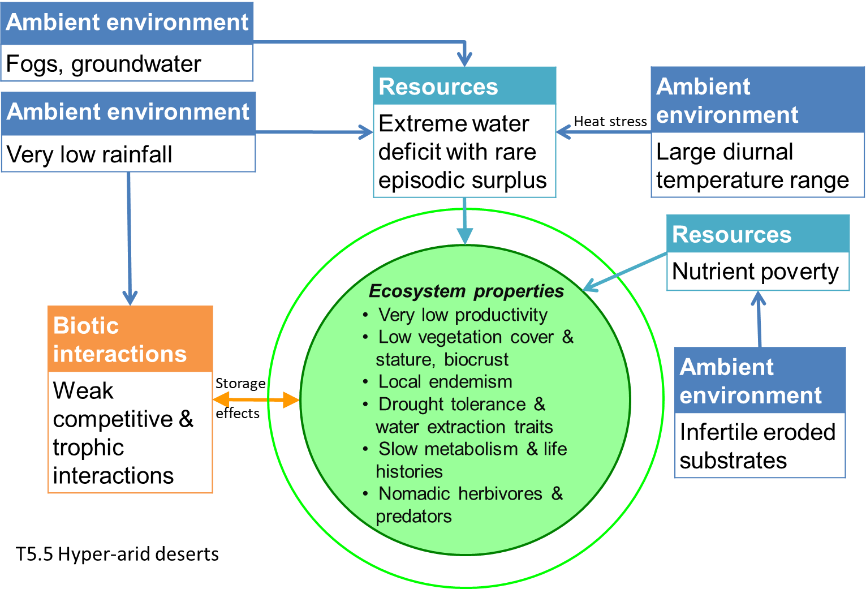 Ambient environment
Fogs, groundwater
Ambient environment
Very low rainfall
Resources
Extreme water
deficit with rare
episodic surplus
Heat stress
Ambient
environment
Large diurnal
temperature range
Resources
Nutrient poverty
Ambient
environment
Infertile eroded
substrates
Biotic
interactions
Weak
competitive &
trophic
interactions
Storage
effects
Ecosystem properties
• Very low productivity
• Low vegetation cover &
stature, biocrust
• Local endemism
• Drought tolerance &
water extraction traits
• Slow metabolism & life
histories
• Nomadic herbivores &
predators
T5.5 Hyper-arid deserts